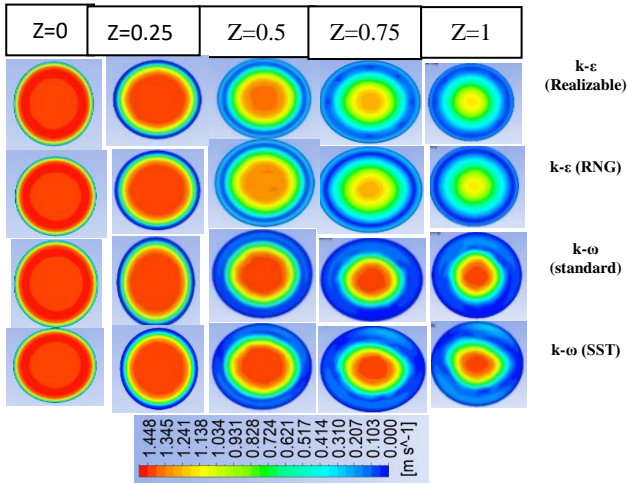 Z=0 Z=0.25 Z=0.5 Z=0.75 Z=1
k-ε
(Realizable)
k-ε (RNG)
k-ω
(standard)
k-ω (SST)
1.448
1.345
1.241
1.138
1.034
0.931
0.828
0.724
0.621
0.517
0.414
0.310
0.207
0.103
0.000
[m s^-1]